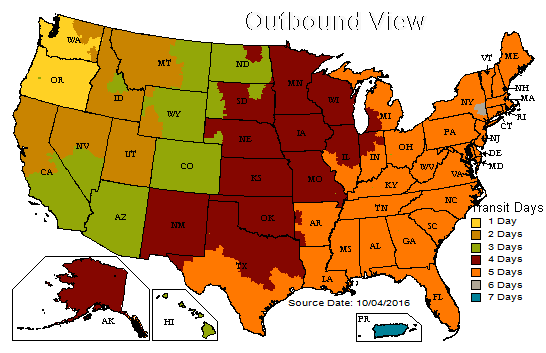 Outbound View
WA
OR
CA
NV
ID
MT
WY
UT
AZ
CO
NM
ND
SD
NE
KS
OK
TX
MN
IA
MO
AR
LA
WI
IL
IN
MI
OH
KY
TN
MS
AL
GA
FL
SC
NC
VA
WV
PA
NY
VT
ME
NH
MA
RI
CT
NJ
DE
MD
AK
HI
PR
Transit Days
1 Day
2 Days
3 Days
4 Days
5 Days
6 Days
7 Days
Source Date: 10/04/2016